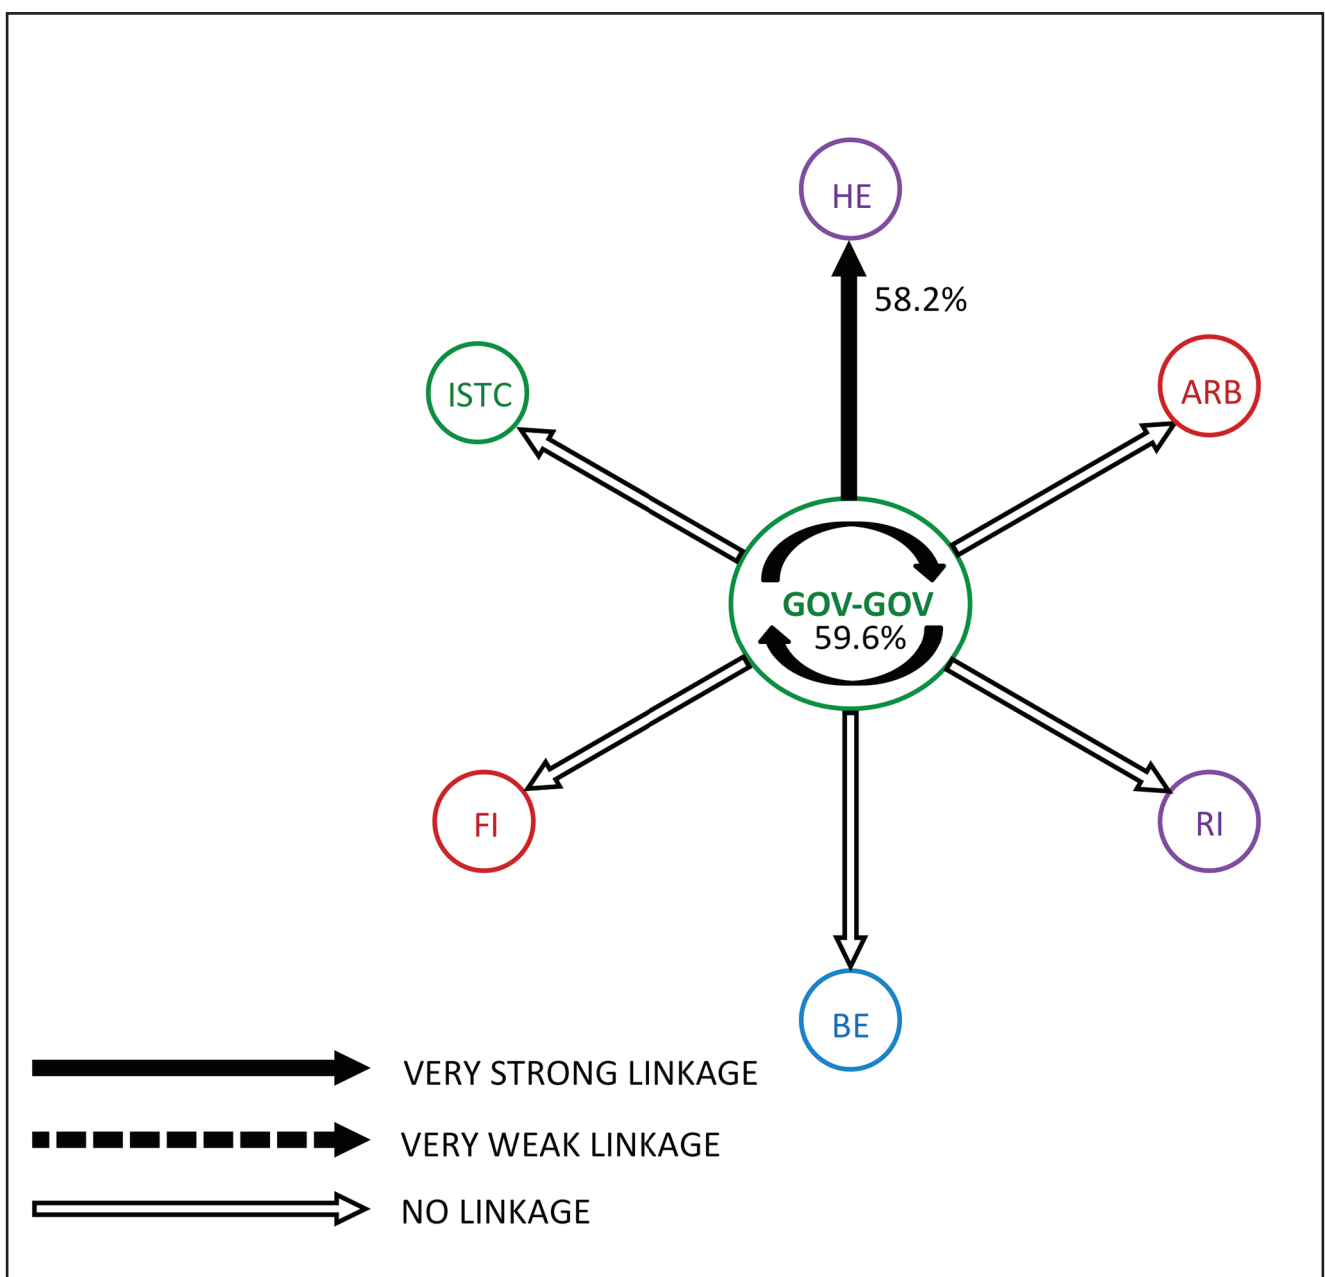 HE
58.2%
ISTC
ARB
GOV-GOV
59.6%
FI
RI
BE
VERY STRONG LINKAGE
VERY WEAK LINKAGE
NO LINKAGE